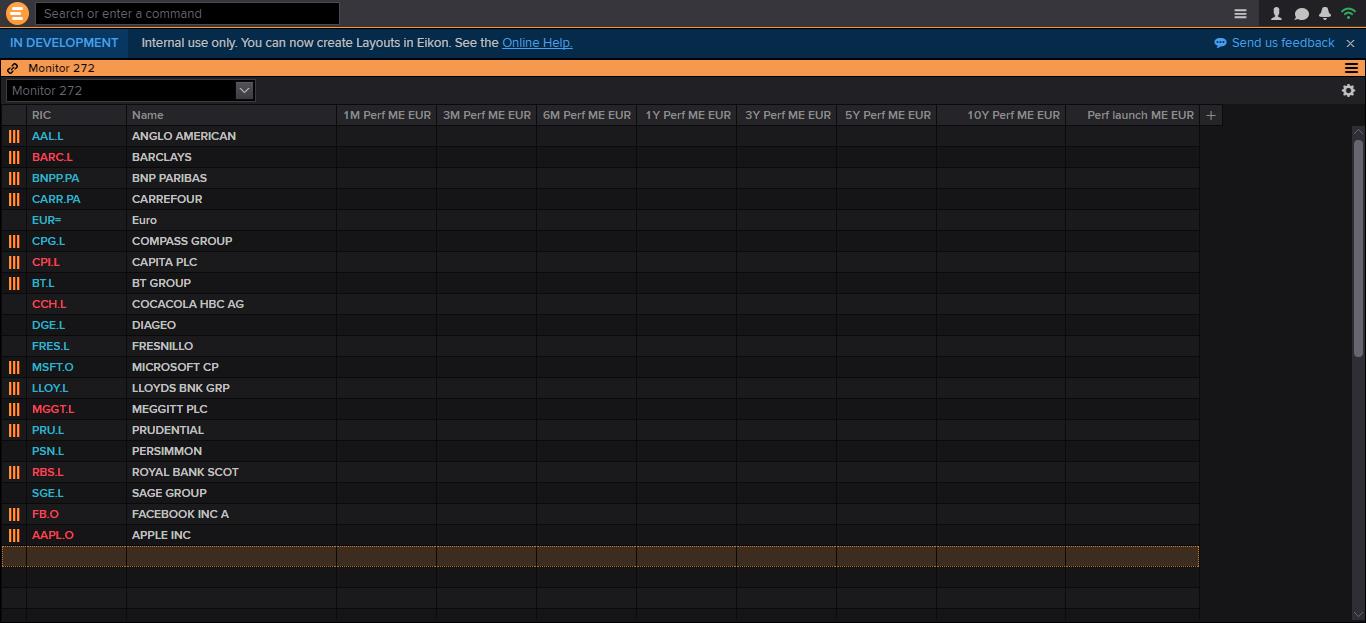 Search or enter a command
IN DEVELOPMENT Internal use only. You can now create Layouts in Eikon. See the Online Help. Send us feedback
Monitor 272
Monitor 272
RIC Name 1M Perf ME EUR 3M Perf ME EUR 6M Perf ME EUR 1Y Perf ME EUR 3Y Perf ME EUR 5Y Perf ME EUR 10Y Perf ME EUR Perf launch ME EUR +
AAL.L ANGLO AMERICAN
BARC.L BARCLAYS
BNPP.PA BNP PARIBAS
CARR.PA CARREFOUR
EUR= Euro
CPG.L COMPASS GROUP
CPI.L CAPITA PLC
BT.L BT GROUP
CCH.L COCACOLA HBC AG
DGE.L DIAGEO
FRES.L FRESNILLO
MSFT.O MICROSOFT CP
LLOY.L LLOYDS BNK GRP
MGGT.L MEGGITT PLC
PRU.L PRUDENTIAL
PSN.L PERSIMMON
RBS.L ROYAL BANK SCOT
SGE.L SAGE GROUP
FB.O FACEBOOK INC A
AAPL.O APPLE INC